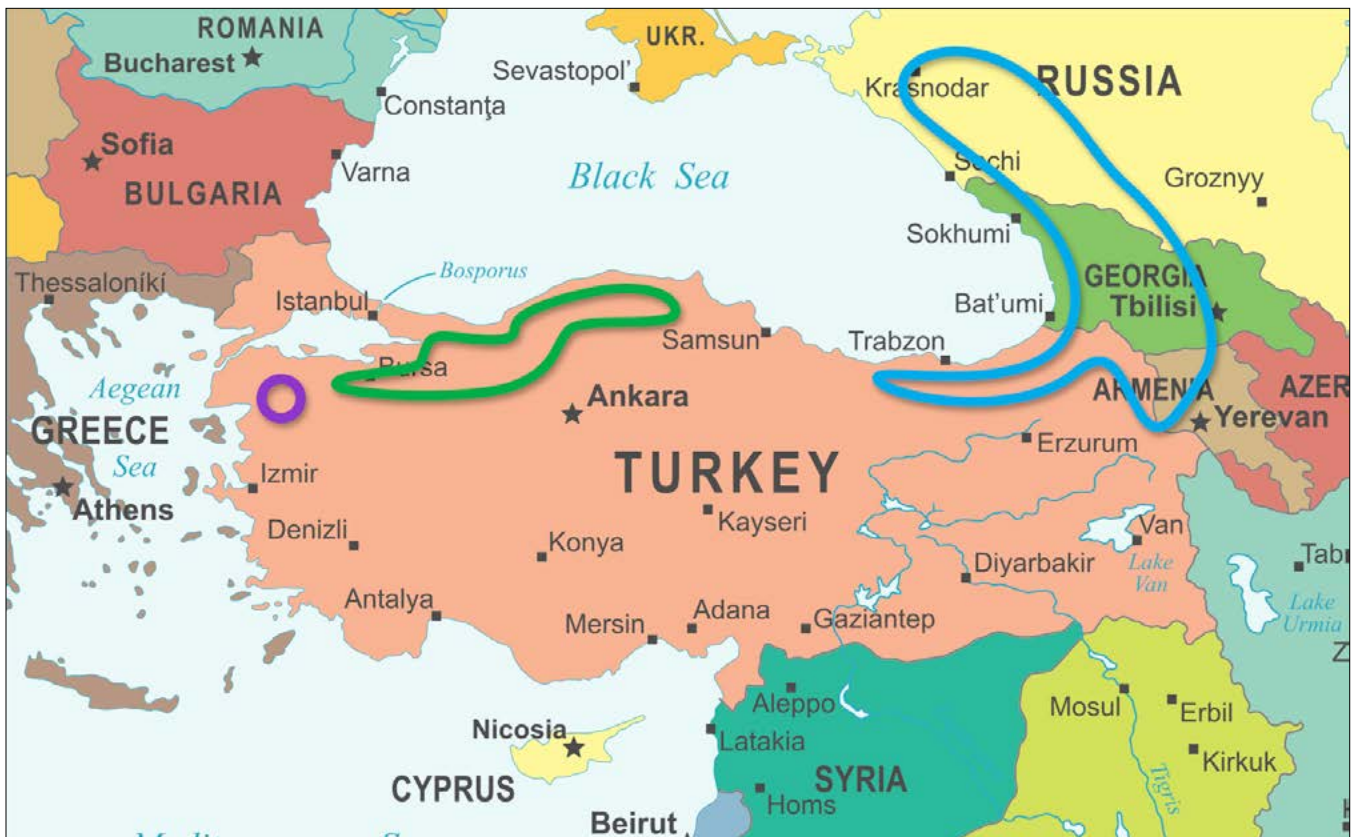 ROMANIA
Bucharest
UKR.
Sevastopol'
Krasnodar
RUSSIA
Constanţa
Sofia
Varna
Black Sea
Sochi
Groznyy
BULGARIA
Sokhumi
Thessaloníki
Bosporus
Istanbul
GEORGIA
Tbilisi
Bat'umi
Samsun
Trabzon
Bursa
Aegean
Sea
Ankara
ARMENIA
AZER
GREECE
Yerevan
Erzurum
Izmir
TURKEY
Athens
Kayseri
Denizli
Konya
Van
Lake
Van
Diyarbakir
Tab
Antalya
Mersin
Adana
Gaziantep
Lake
Urmia
Aleppo
Mosul
Erbil
Nicosia
Latakia
Kirkuk
CYPRUS
SYRIA
Tigris
Homs
Beirut